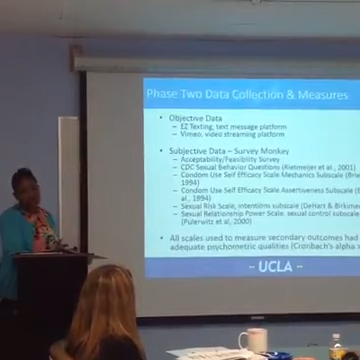 Phase Two Data Collection & Measures
• Objective Data
– EZ Texting, text message platform
– Vimeo, video streaming platform
• Subjective Data – Survey Monkey
– Acceptability/Feasibility Survey
– CDC Sexual Behavior Questions (Rietmeijer et al., 2001)
– Condom Use Self Efficacy Scale Mechanics Subscale (Brie
1994)
– Condom Use Self Efficacy Scale Assertiveness Subscale (B
al., 1994)
– Sexual Risk Scale, intentions subscale (DeHart & Birkime
– Sexual Relationship Power Scale, sexual control subscale
(Pulerwitz et al, 2000)
• All scales used to measure secondary outcomes had
adequate psychometric qualities (Cronbach's alpha
– UCLA –